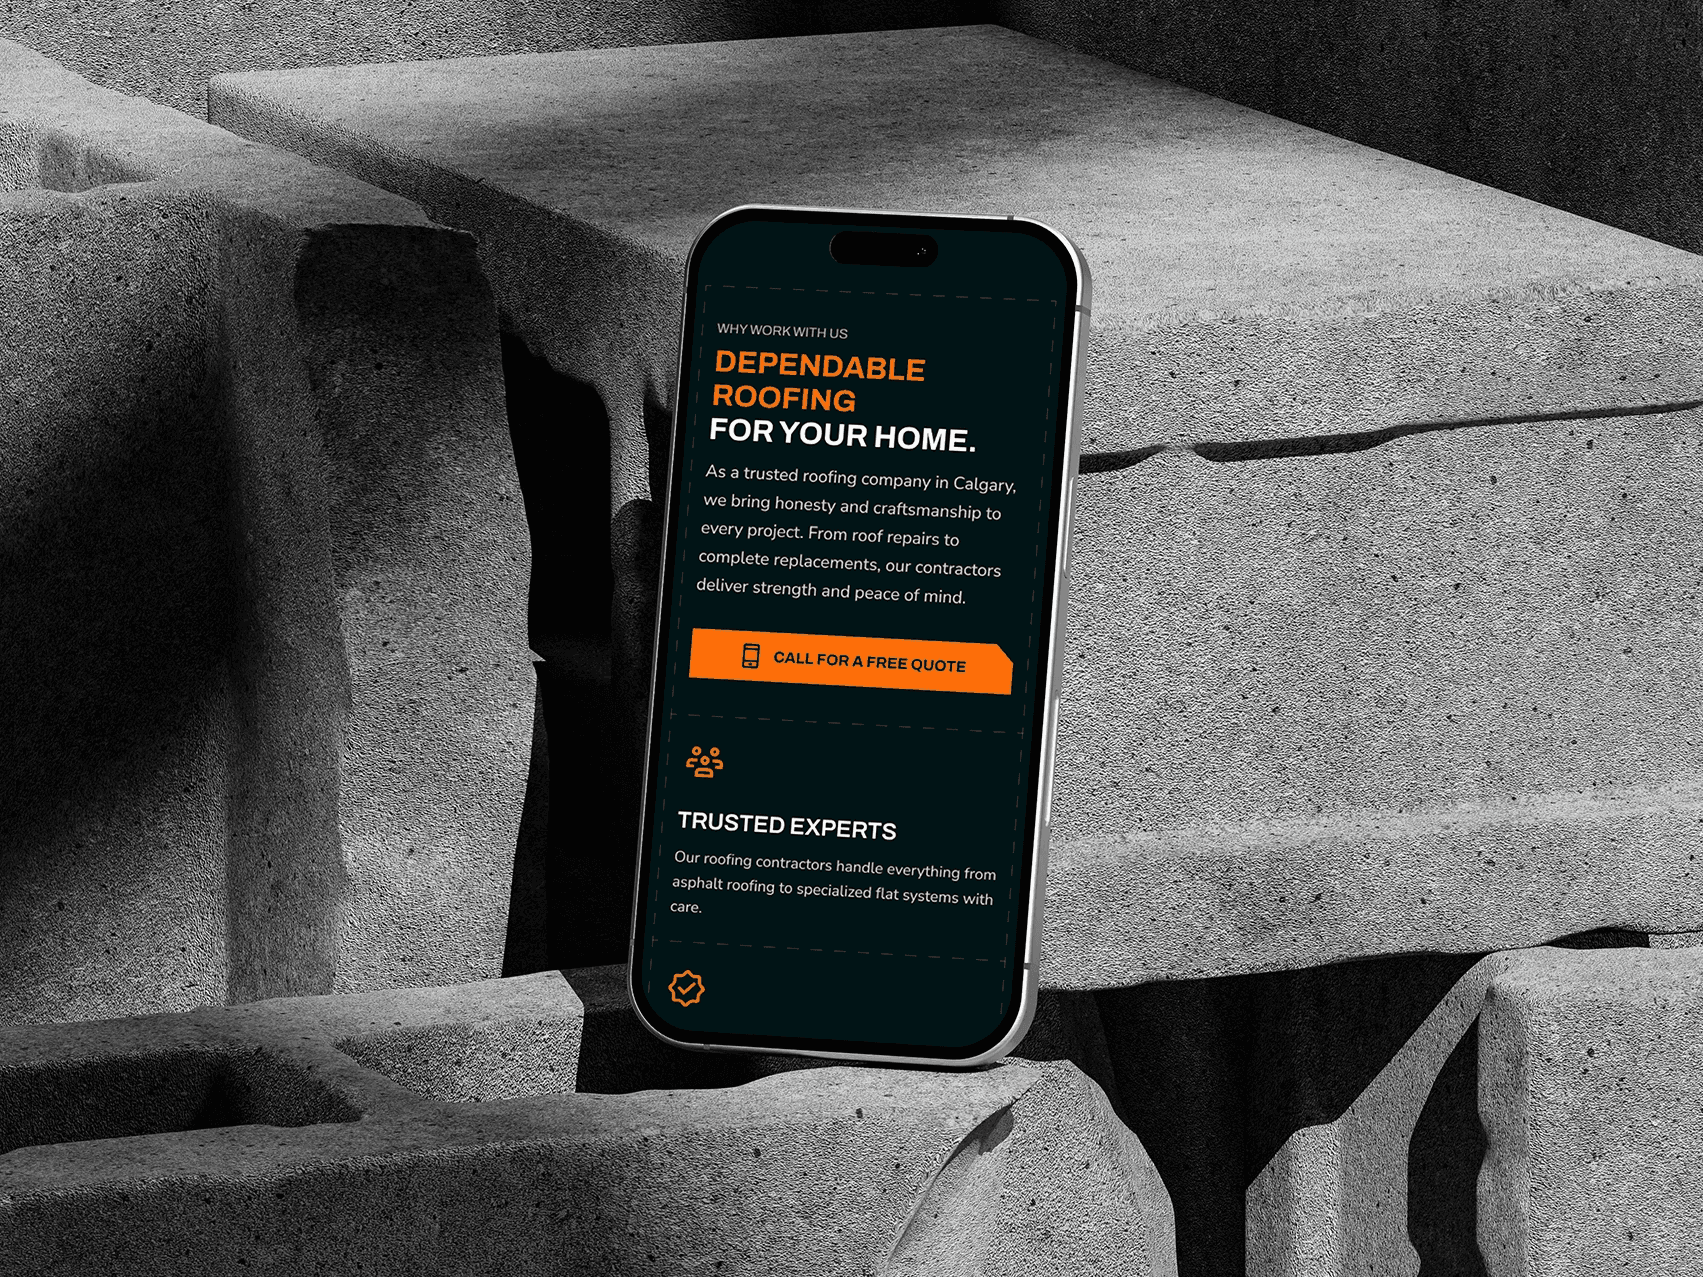 WHY WORK WITH US
DEPENDABLE
ROOFING
FOR YOUR HOME.
As a trusted roofing company in Calgary,
we bring honesty and craftsmanship to
every project. From roof repairs to
complete replacements, our contractors
deliver strength and peace of mind.
CALL FOR A FREE QUOTE
TRUSTED EXPERTS
Our roofing contractors handle everything from
asphalt roofing to specialized flat systems with
care.